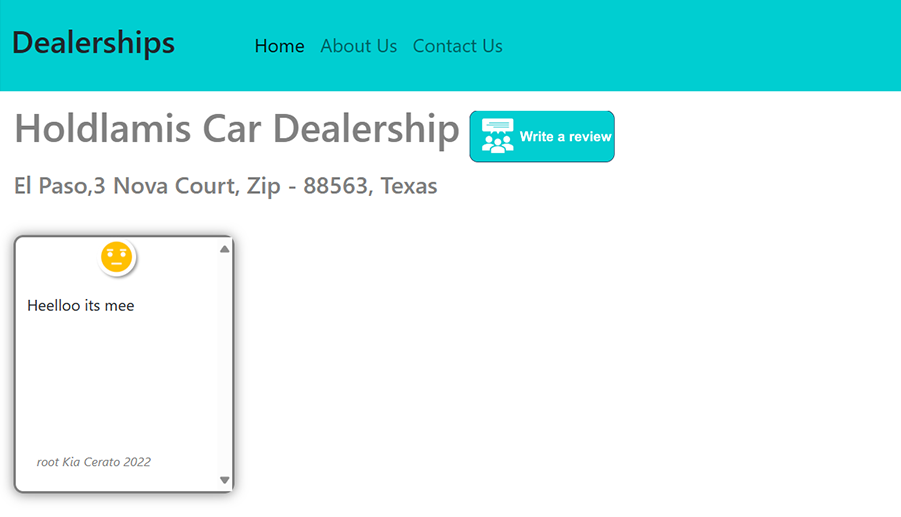 Dealerships
Home About Us Contact Us
Holdlamis Car Dealership
Write a review
El Paso,3 Nova Court, Zip - 88563, Texas
Heelloo its mee
root Kia Cerato 2022